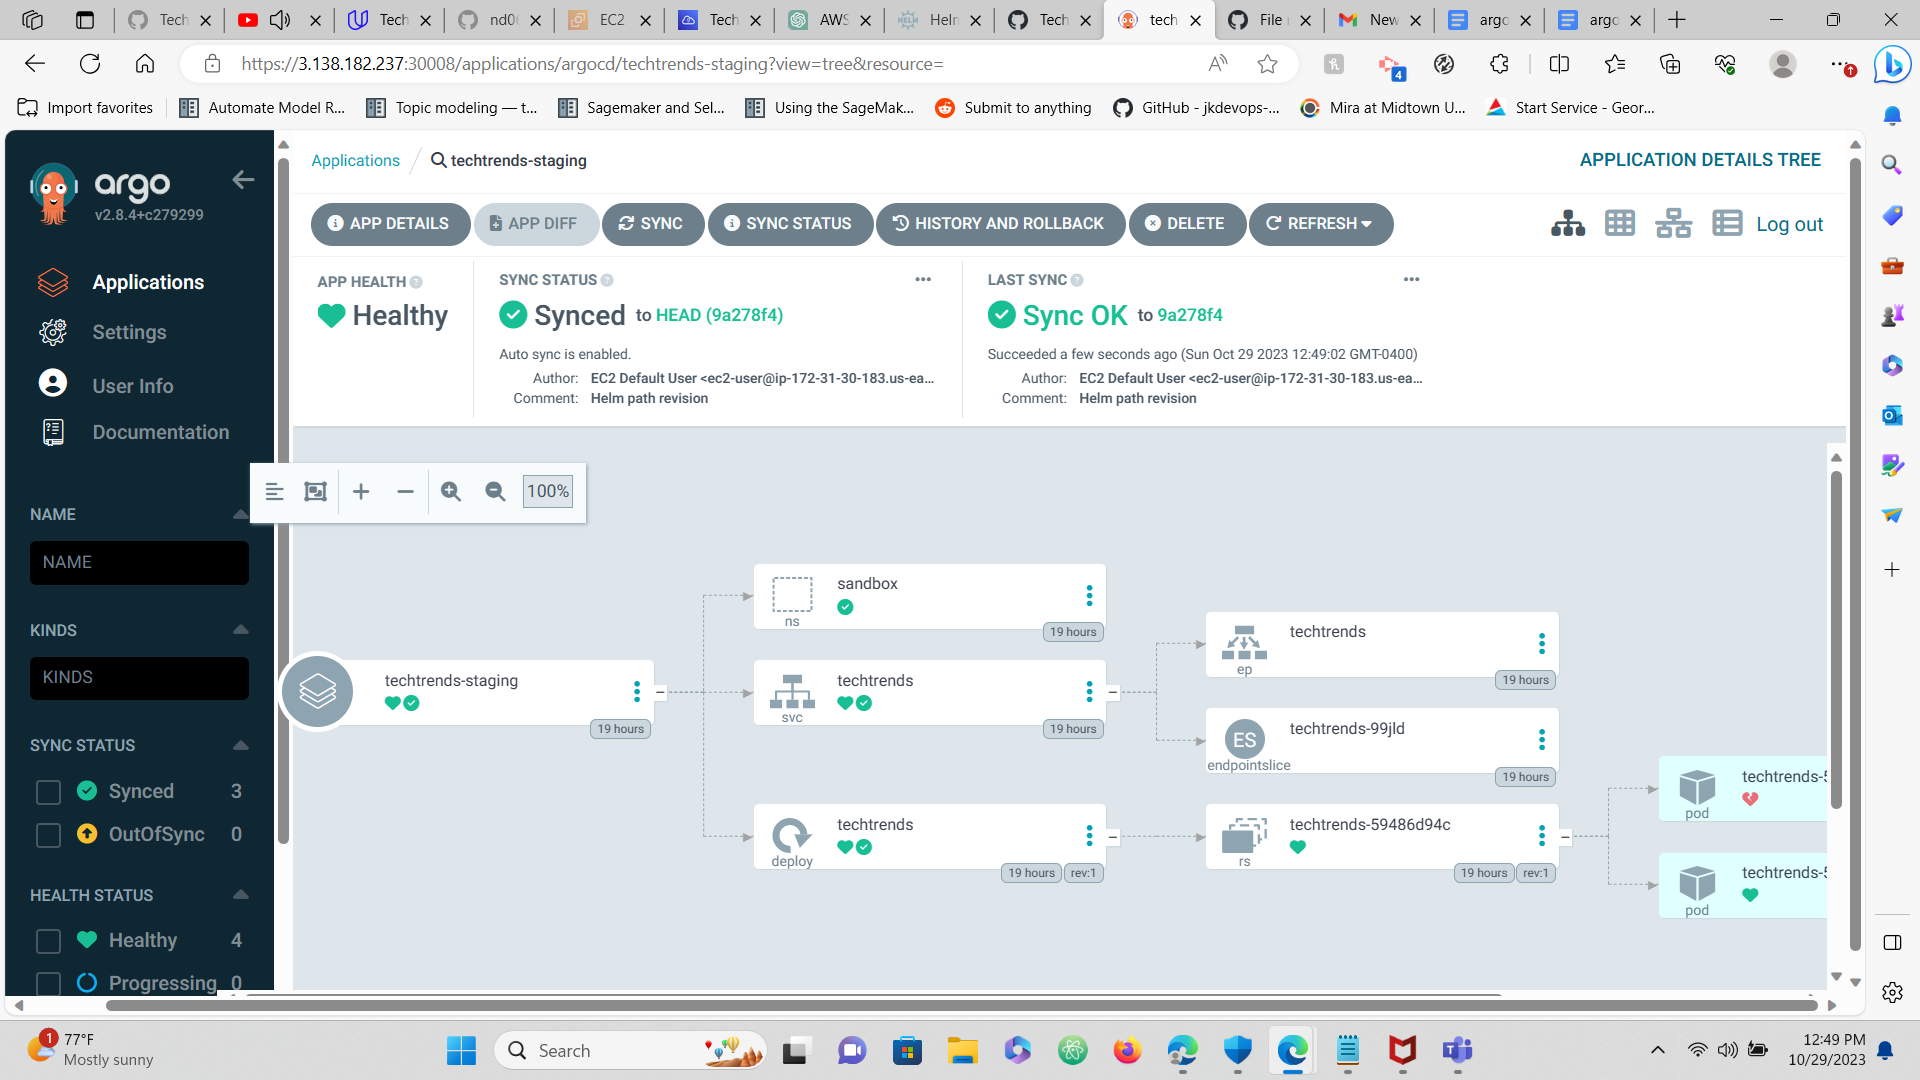 Tech
Tech
nd0
EC2
Tech
AWS
Helm
Tech
tech
File
New
argo
argo
https://3.138.182.237:30008/applications/argocd/techtrends-staging?view=tree&resource=
4
Import favorites
Automate Model R...
Topic modeling — t...
Sagemaker and Sel...
Using the SageMak...
Submit to anything
GitHub - jkdevops-...
Mira at Midtown U...
Start Service - Geor...
argo
v2.8.4+c279299
Applications
Settings
User Info
Documentation
NAME
NAME
KINDS
KINDS
SYNC STATUS
Synced 3
OutOfSync 0
HEALTH STATUS
Healthy 4
Progressing 0
Applications / techtrends-staging
APPLICATION DETAILS TREE
APP DETAILS
APP DIFF
SYNC
SYNC STATUS
HISTORY AND ROLLBACK
DELETE
REFRESH
Log out
APP HEALTH
Healthy
SYNC STATUS
Synced to HEAD (9a278f4)
Auto sync is enabled.
Author: EC2 Default User <ec2-user@ip-172-31-30-183.us-ea...
Comment: Helm path revision
LAST SYNC
Sync OK to 9a278f4
Succeeded a few seconds ago (Sun Oct 29 2023 12:49:02 GMT-0400)
Author: EC2 Default User <ec2-user@ip-172-31-30-183.us-ea...
Comment: Helm path revision
100%
techtrends-staging
19 hours
sandbox
ns
19 hours
techtrends
svc
19 hours
techtrends
deploy
19 hours rev:1
techtrends
ep
19 hours
techtrends-99jld
ES
endpointslice
19 hours
techtrends-59486d94c
rs
19 hours rev:1
techtrends-5
pod
techtrends-5
pod
1
77°F
Mostly sunny
Search
12:49 PM
10/29/2023